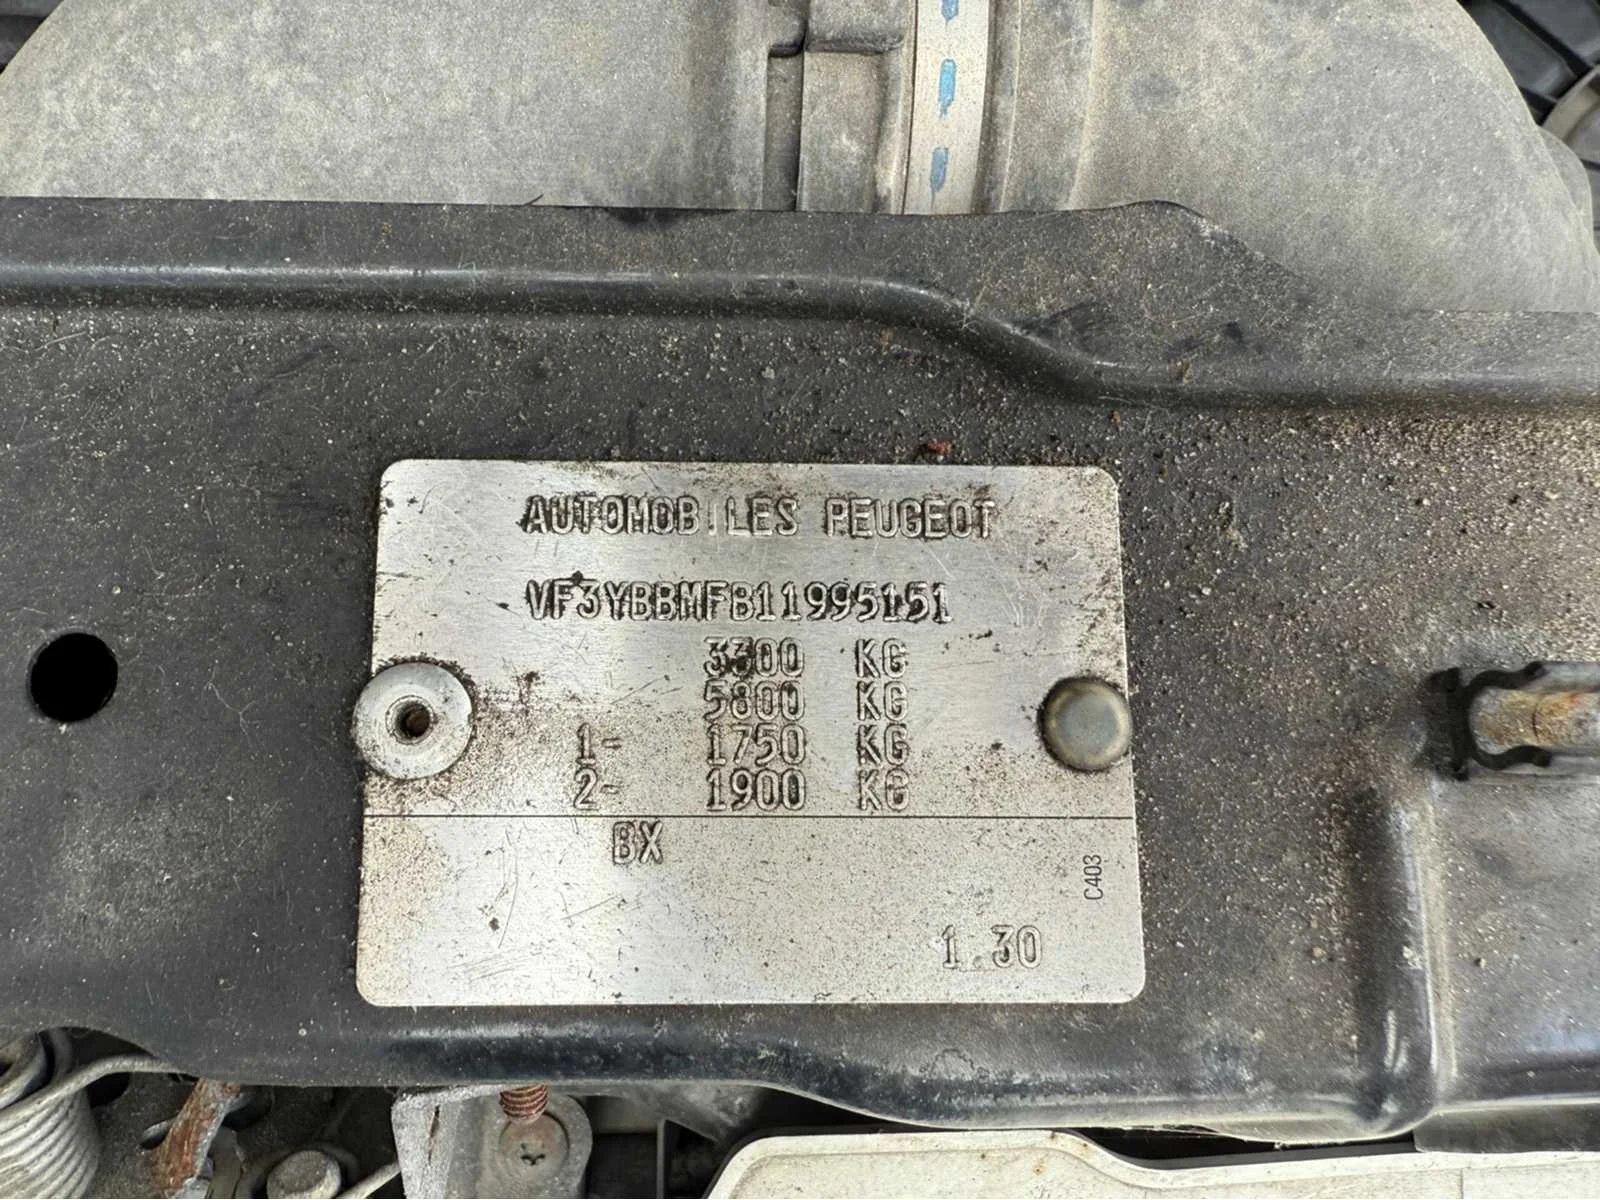 AUTOMOBILES PEUGEOT
VF3YBBMFB11995151
3300 KG
5800 KG
1- 1750 KG
2- 1900 KG
BX
C403
1.30